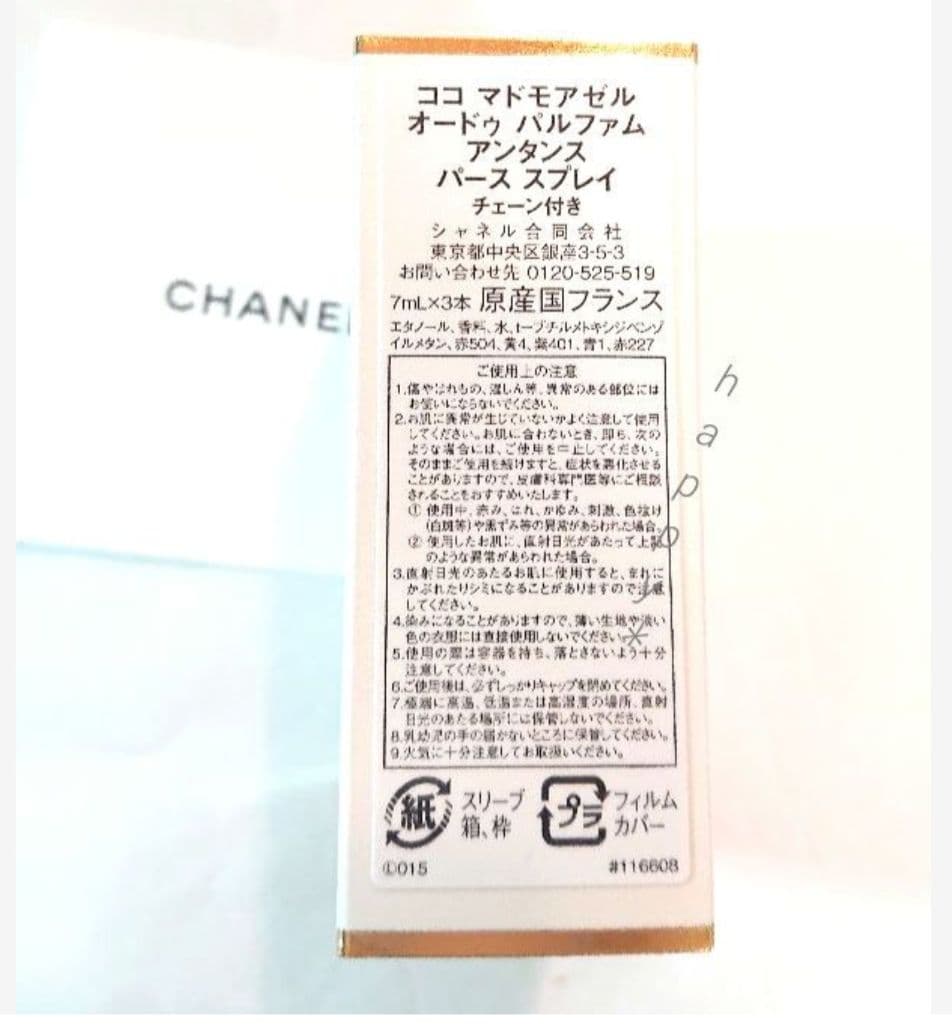 CHANE
ココ マドモアゼル
オードゥ パルファム
アンタンス
パース スプレイ
チェーン付き
シャネル合同会社
東京都中央区銀座3-5-3
お問い合わせ先 0120-525-519
7mL×3本 原産国フランス
エタノール、香料、水、t-ブチルメトキシジベンゾ
イルメタン、赤504、黄4、紫401、青1、赤227
ご使用上の注意
1.傷やはれもの、湿しん等、異常のある部位には
お使いにならないでください。
2.お肌に異常が生じていないかよく注意して使用
してください。お肌に合わないとき、即ち、次の
ような場合には、ご使用を中止してください。
そのままご使用を続けますと、症状を悪化させる
ことがありますので、皮膚科専門医等にご相談
されることをおすすめいたします。
① 使用中、赤み、はれ、かゆみ、刺激、色抜け
(白斑等)や黒ずみ等の異常があらわれた場合。
② 使用したお肌に、直射日光があたって上記
のような異常があらわれた場合。
3.直射日光のあたるお肌に使用すると、まれに
かぶれたりシミになることがありますので注意
してください。
4.染みになることがありますので、薄い生地や淡い
色の衣服には直接使用しないでください。
5.使用の際は容器を持ち、落とさないよう十分
注意してください。
6.ご使用後は、必ずしっかりキャップを閉めてください。
7.極端に高温、低温または高湿度の場所、直射
日光のあたる場所には保管しないでください。
8.乳幼児の手の届かないところに保管してください。
9.火気に十分注意してお取扱いください。
紙 スリーブ
箱、枠
プラ フィルム
カバー
Ⓛ015 #116608
happy*